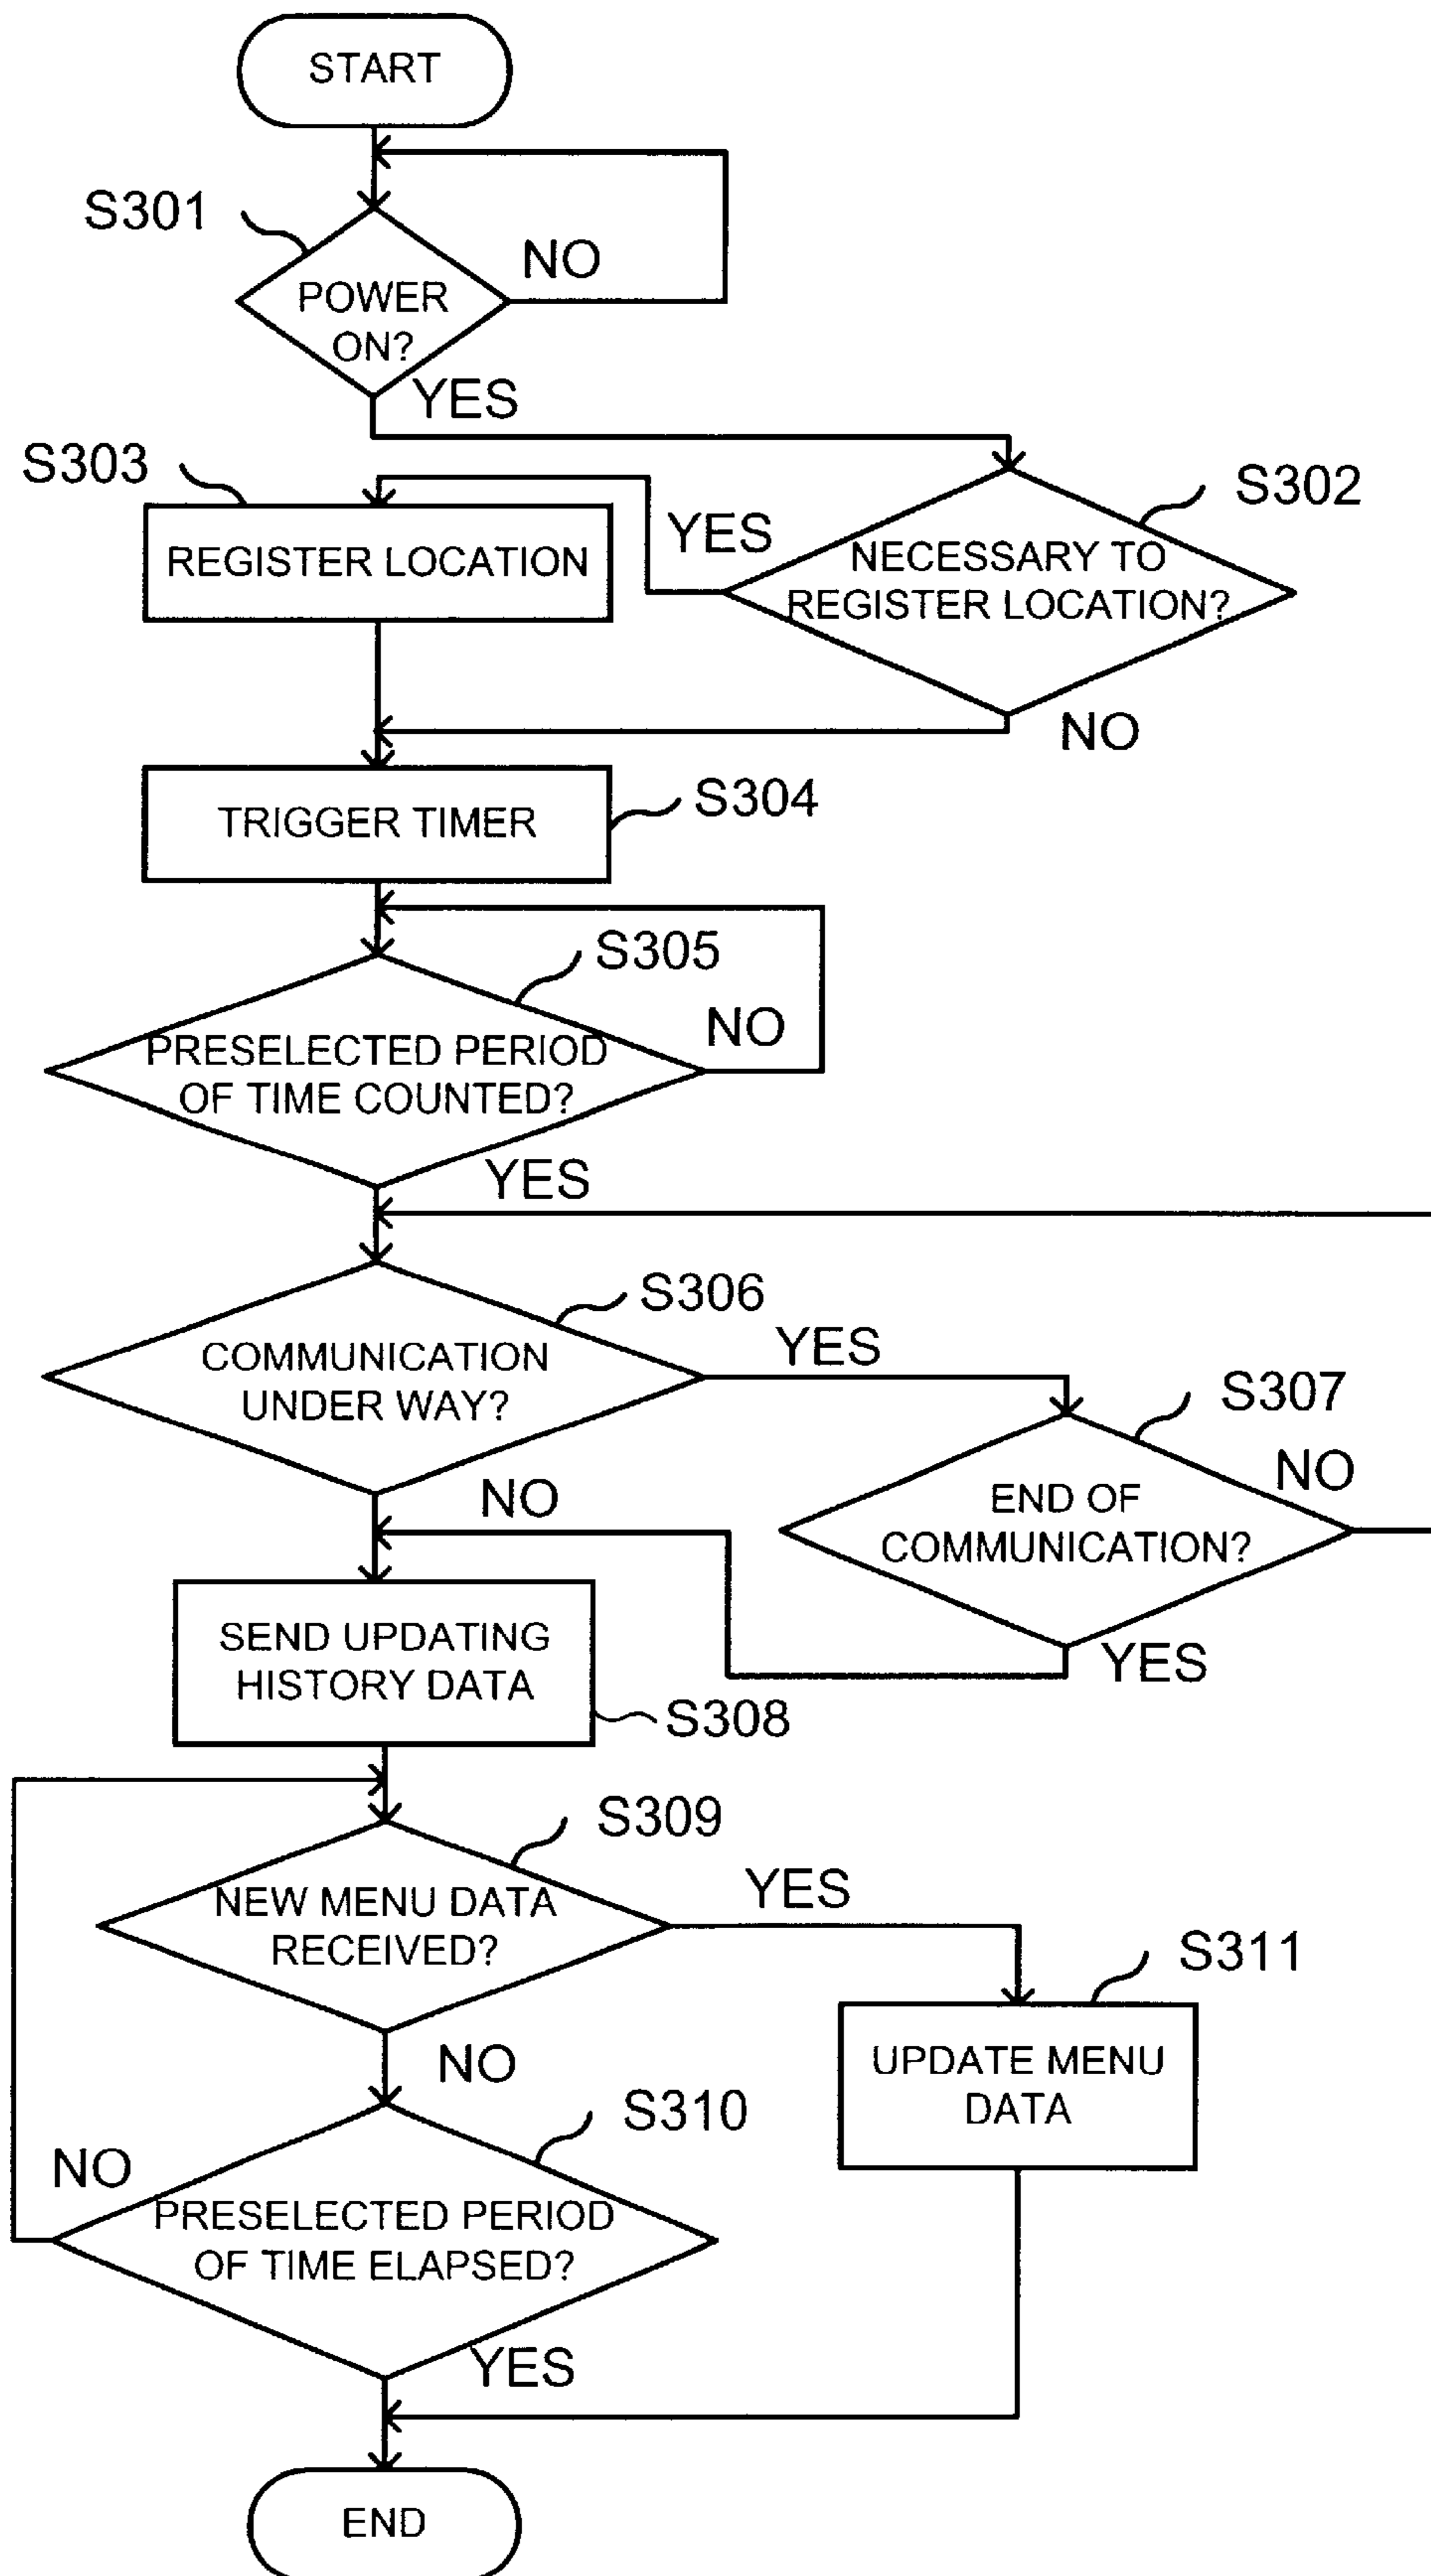 START
S301
NO
POWER
ON?
YES
S303
S302
YES
REGISTER LOCATION
NECESSARY TO
REGISTER LOCATION?
NO
TRIGGER TIMER
S304
S305
NO
PRESELECTED PERIOD
OF TIME COUNTED?
YES
S306
YES
COMMUNICATION
UNDER WAY?
S307
NO
NO
END OF
COMMUNICATION?
SEND UPDATING
HISTORY DATA
YES
S308
S309
YES
NEW MENU DATA
RECEIVED?
S311
NO
UPDATE MENU
DATA
S310
NO
PRESELECTED PERIOD
OF TIME ELAPSED?
YES
END